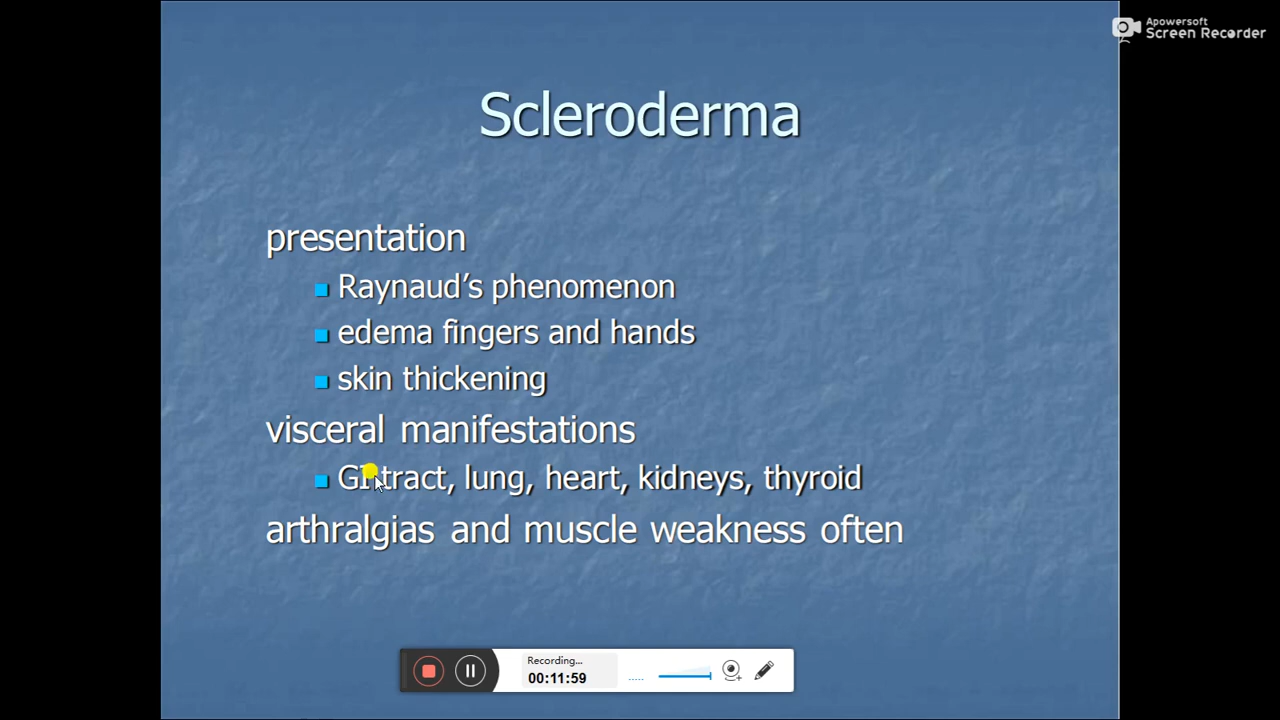 Apowersoft
Screen Recorder
Scleroderma
presentation
Raynaud’s phenomenon
edema fingers and hands
skin thickening
visceral manifestations
GI tract, lung, heart, kidneys, thyroid
arthralgias and muscle weakness often
Recording...
00:11:59